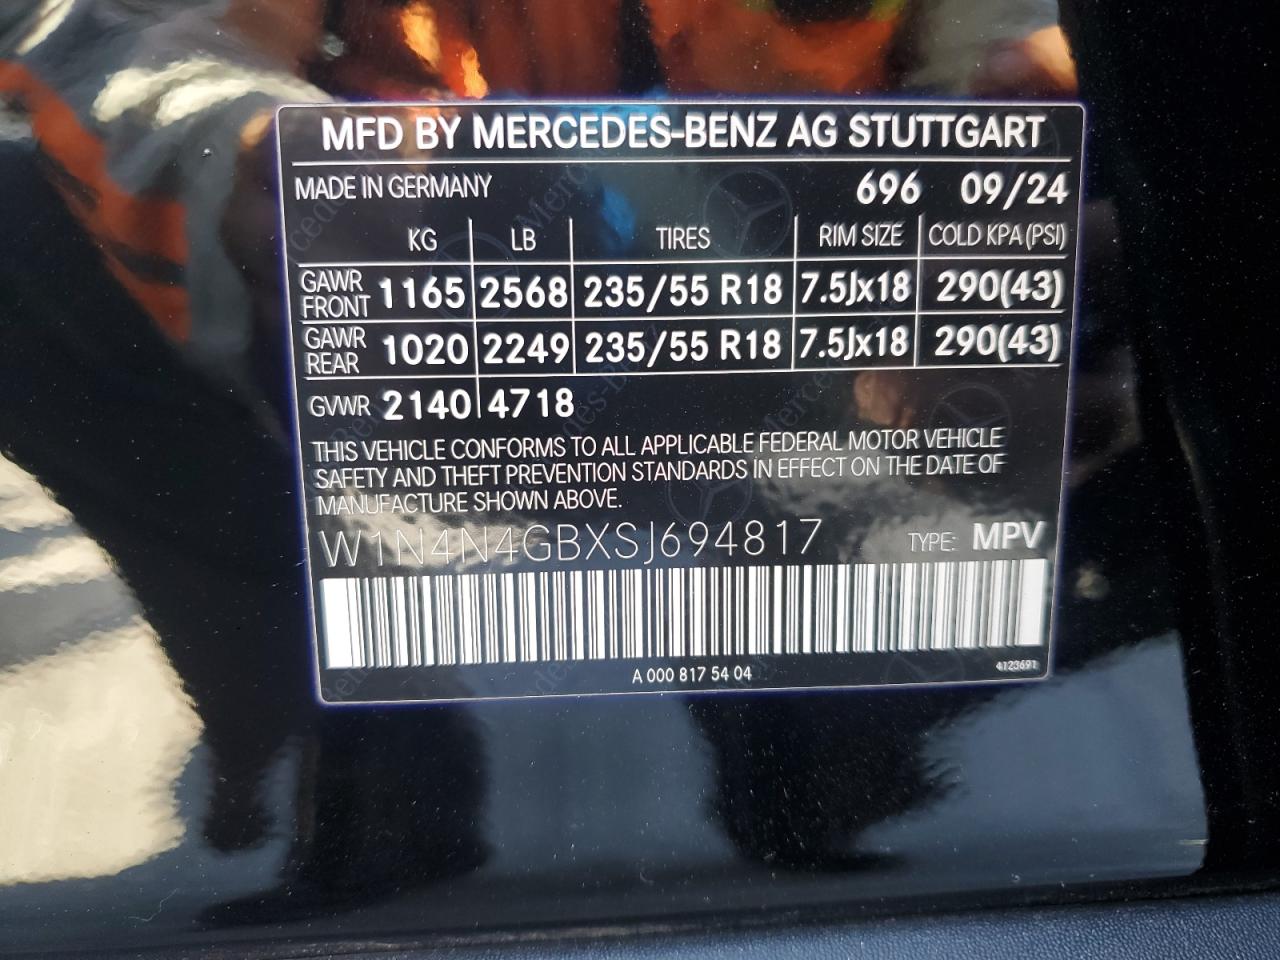 MFD BY MERCEDES-BENZ AG STUTTGART
MADE IN GERMANY 696 09/24
KG LB TIRES RIM SIZE COLD KPA (PSI)
GAWR FRONT 1165 2568 235/55 R18 7.5Jx18 290(43)
GAWR REAR 1020 2249 235/55 R18 7.5Jx18 290(43)
GVWR 2140 4718
THIS VEHICLE CONFORMS TO ALL APPLICABLE FEDERAL MOTOR VEHICLE
SAFETY AND THEFT PREVENTION STANDARDS IN EFFECT ON THE DATE OF
MANUFACTURE SHOWN ABOVE.
W1N4N4GBXSJ694817 TYPE: MPV
A 000 817 54 04 4123691